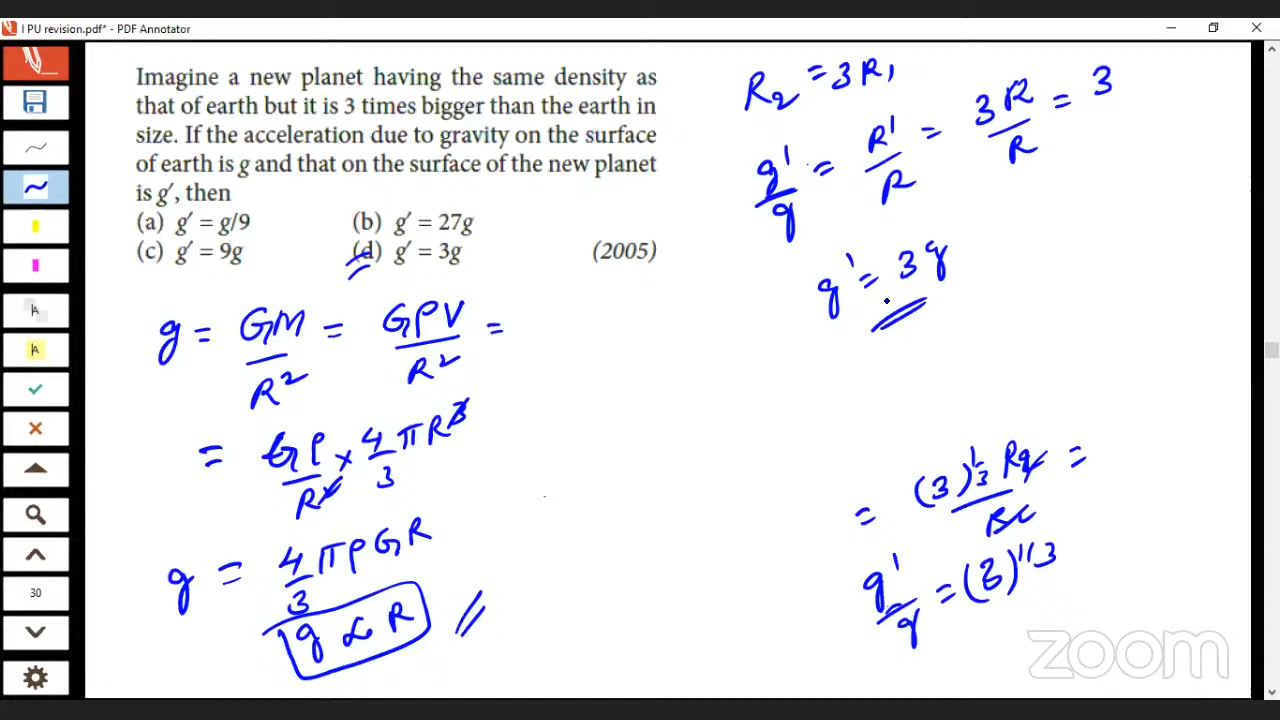 I PU revision.pdf* - PDF Annotator
Imagine a new planet having the same density as
that of earth but it is 3 times bigger than the earth in
size. If the acceleration due to gravity on the surface
of earth is g and that on the surface of the new planet
is g′, then
(a) g′ = g/9 (b) g′ = 27g
(c) g′ = 9g (d) g′ = 3g (2005)
g = GM/R² = GρV/R² =
= Gρ/R² × 4/3 πR³
g = 4/3 πρGR
g ∝ R
R₂ = 3R₁
g'/g = R'/R = 3R/R = 3
g' = 3g
= (3)^1/3 R =
g'/g = (3)^1/3
30
zoom